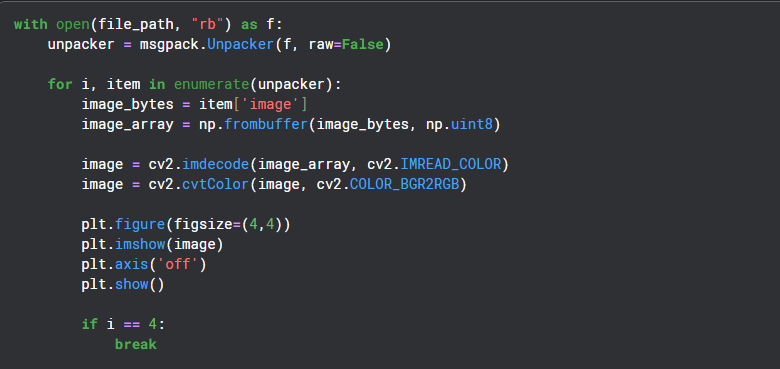 with open(file_path, "rb") as f:
    unpacker = msgpack.Unpacker(f, raw=False)
    for i, item in enumerate(unpacker):
        image_bytes = item['image']
        image_array = np.frombuffer(image_bytes, np.uint8)
        image = cv2.imdecode(image_array, cv2.IMREAD_COLOR)
        image = cv2.cvtColor(image, cv2.COLOR_BGR2RGB)
        plt.figure(figsize=(4,4))
        plt.imshow(image)
        plt.axis('off')
        plt.show()
        if i == 4:
            break